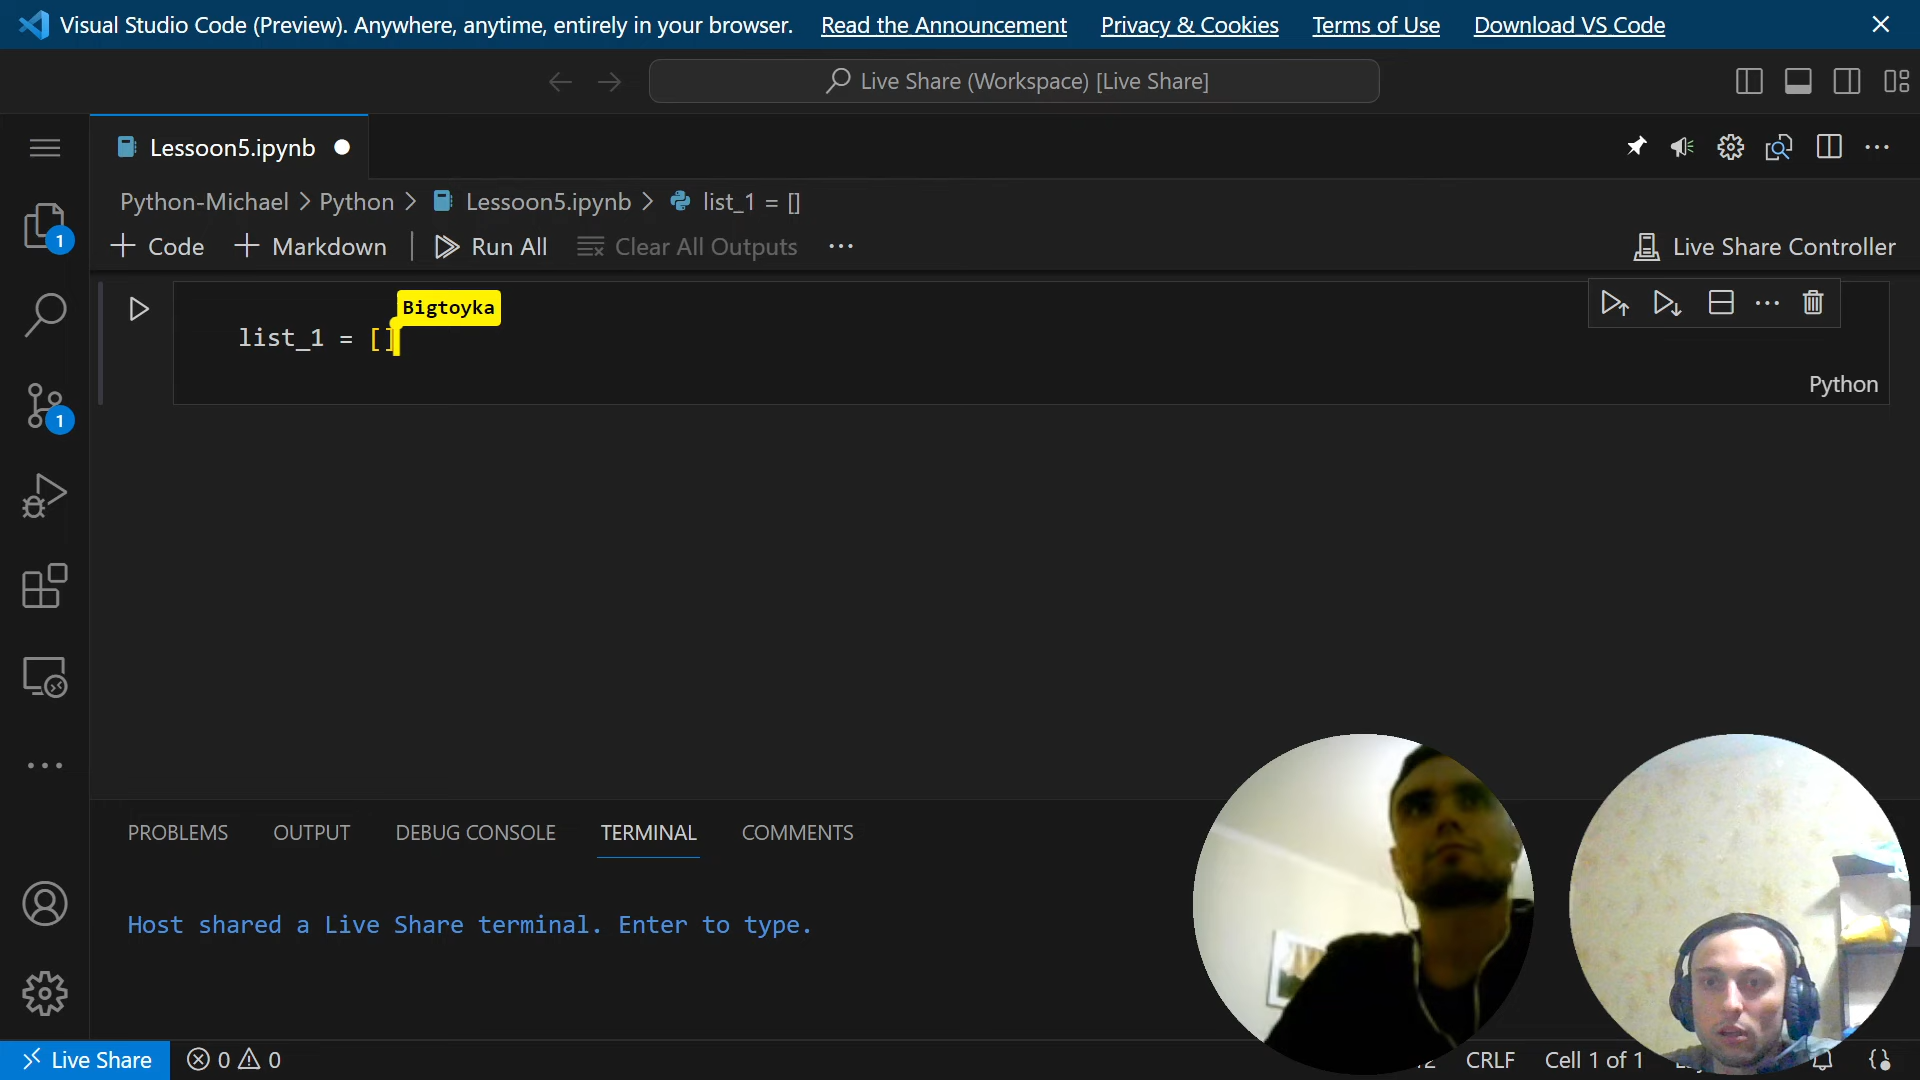 Visual Studio Code (Preview). Anywhere, anytime, entirely in your browser. Read the Announcement Privacy & Cookies Terms of Use Download VS Code
Live Share (Workspace) [Live Share]
Lessoon5.ipynb
Python-Michael > Python > Lessoon5.ipynb > list_1 = []
+ Code + Markdown | Run All Clear All Outputs ...
Live Share Controller
Bigtoyka
list_1 = []
Python
1
1
PROBLEMS OUTPUT DEBUG CONSOLE TERMINAL COMMENTS
Host shared a Live Share terminal. Enter to type.
Live Share 0 0 CRLF Cell 1 of 1